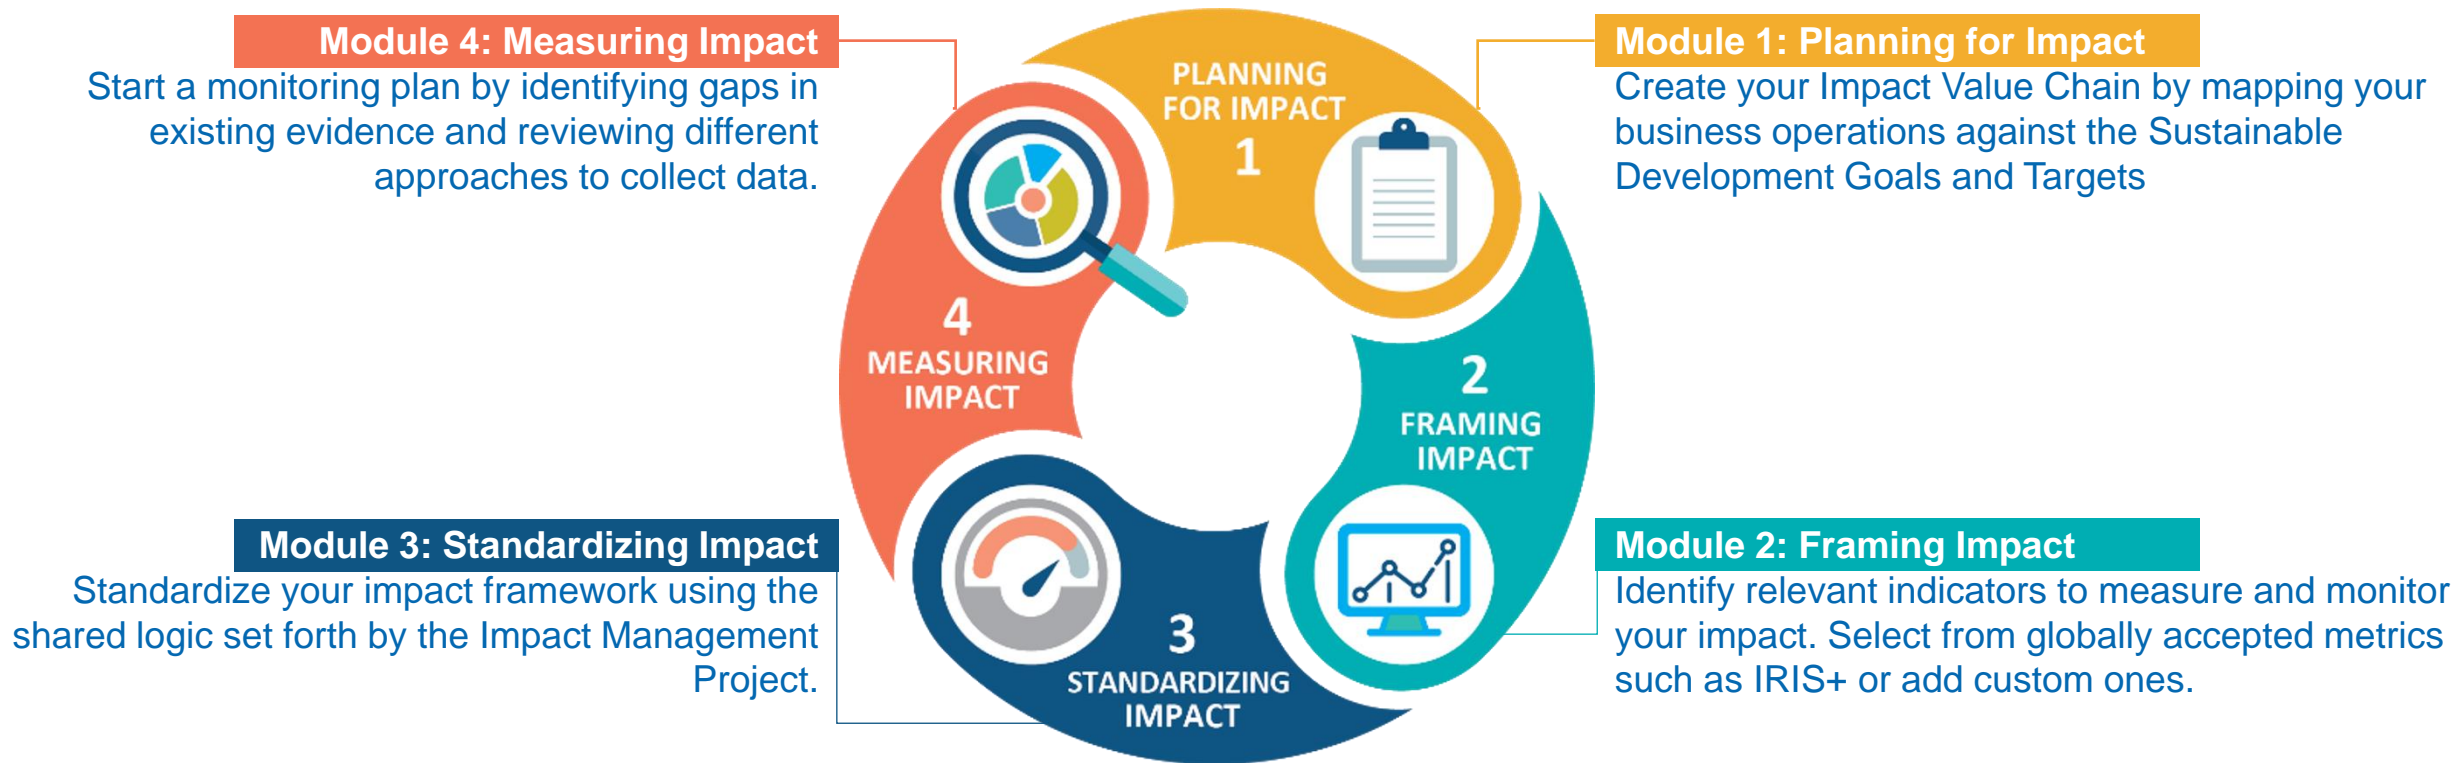 Module 4: Measuring Impact
Start a monitoring plan by identifying gaps in
existing evidence and reviewing different
approaches to collect data.
Module 1: Planning for Impact
Create your Impact Value Chain by mapping your
business operations against the Sustainable
Development Goals and Targets
PLANNING
FOR IMPACT
1
2
FRAMING
IMPACT
3
STANDARDIZING
IMPACT
4
MEASURING
IMPACT
Module 3: Standardizing Impact
Standardize your impact framework using the
shared logic set forth by the Impact Management
Project.
Module 2: Framing Impact
Identify relevant indicators to measure and monitor
your impact. Select from globally accepted metrics
such as IRIS+ or add custom ones.